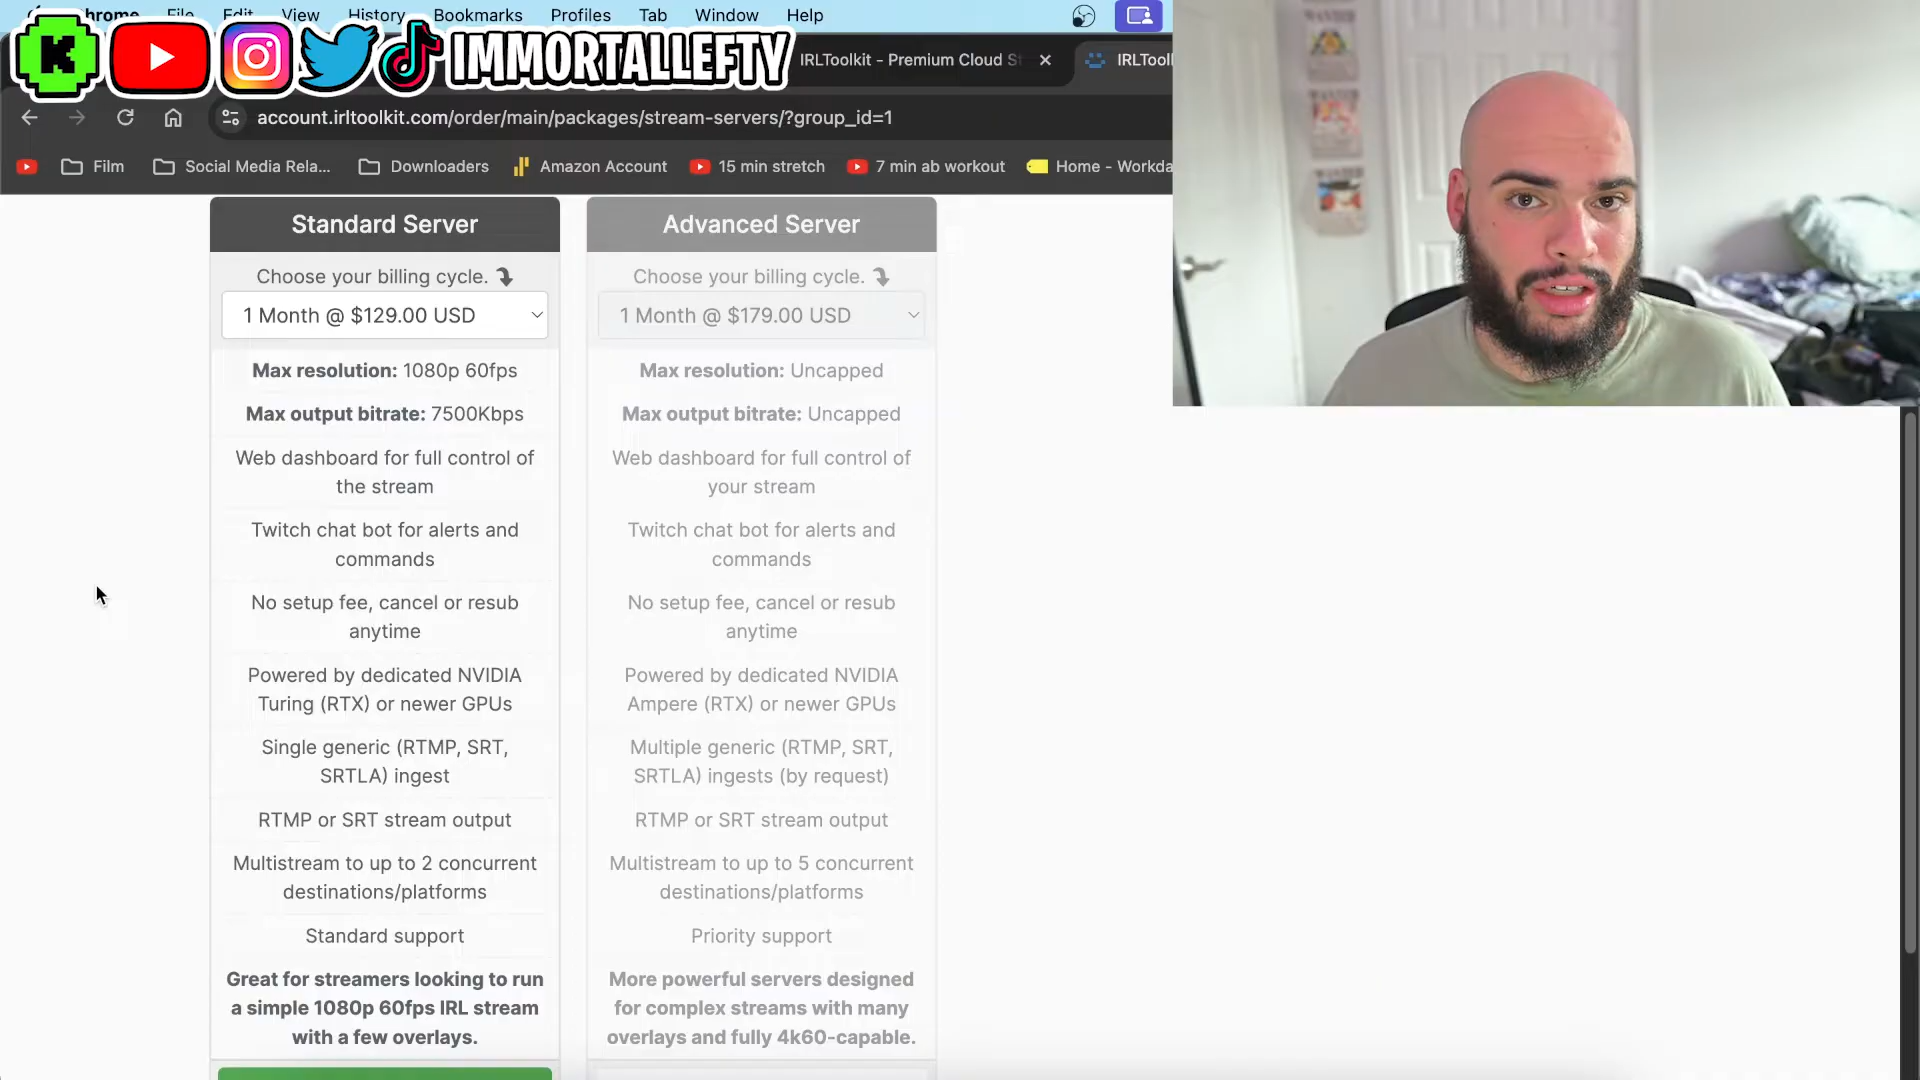 Chrome File Edit View History Bookmarks Profiles Tab Window Help
IMMORTALLEFTY
IRLToolkit - Premium Cloud St
IRLTool
account.irltoolkit.com/order/main/packages/stream-servers/?group_id=1
Film Social Media Rela... Downloaders Amazon Account 15 min stretch 7 min ab workout Home - Workda
Standard Server
Choose your billing cycle.
1 Month @ $129.00 USD
Max resolution: 1080p 60fps
Max output bitrate: 7500Kbps
Web dashboard for full control of
the stream
Twitch chat bot for alerts and
commands
No setup fee, cancel or resub
anytime
Powered by dedicated NVIDIA
Turing (RTX) or newer GPUs
Single generic (RTMP, SRT,
SRTLA) ingest
RTMP or SRT stream output
Multistream to up to 2 concurrent
destinations/platforms
Standard support
Great for streamers looking to run
a simple 1080p 60fps IRL stream
with a few overlays.
Advanced Server
Choose your billing cycle.
1 Month @ $179.00 USD
Max resolution: Uncapped
Max output bitrate: Uncapped
Web dashboard for full control of
your stream
Twitch chat bot for alerts and
commands
No setup fee, cancel or resub
anytime
Powered by dedicated NVIDIA
Ampere (RTX) or newer GPUs
Multiple generic (RTMP, SRT,
SRTLA) ingests (by request)
RTMP or SRT stream output
Multistream to up to 5 concurrent
destinations/platforms
Priority support
More powerful servers designed
for complex streams with many
overlays and fully 4k60-capable.
WANTED